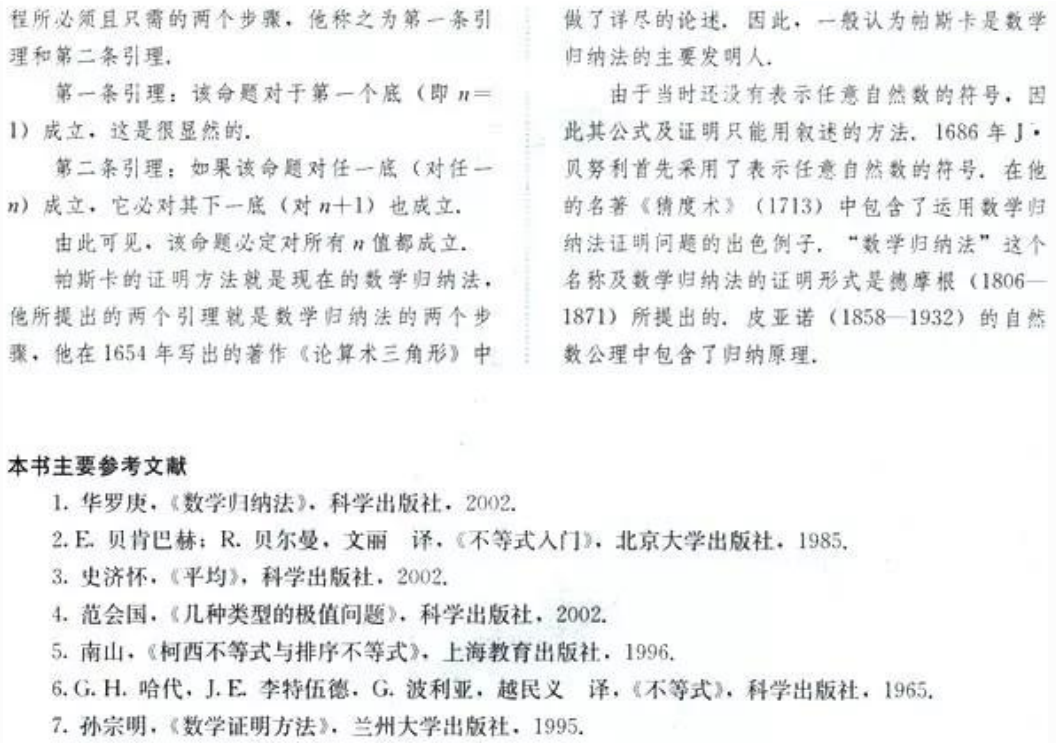 程所必须且只需的两个步骤,他称之为第一条引
理和第二条引理.
第一条引理:该命题对于第一个底(即 n=
1)成立,这是很显然的.
第二条引理:如果该命题对任一底(对任一
n)成立,它必对其下一底(对 n+1)也成立.
由此可见,该命题必定对所有 n 值都成立.
帕斯卡的证明方法就是现在的数学归纳法,
他所提出的两个引理就是数学归纳法的两个步
骤,他在 1654 年写出的著作《论算术三角形》中
做了详尽的论述. 因此,一般认为帕斯卡是数学
归纳法的主要发明人.
由于当时还没有表示任意自然数的符号,因
此其公式及证明只能用叙述的方法. 1686 年 J·
贝努利首先采用了表示任意自然数的符号. 在他
的名著《猜度术》(1713)中包含了运用数学归
纳法证明问题的出色例子. “数学归纳法”这个
名称及数学归纳法的证明形式是德摩根(1806—
1871)所提出的. 皮亚诺(1858—1932)的自然
数公理中包含了归纳原理.
本书主要参考文献
1. 华罗庚,《数学归纳法》,科学出版社,2002.
2. E. 贝肯巴赫;R. 贝尔曼,文丽 译,《不等式入门》,北京大学出版社,1985.
3. 史济怀,《平均》,科学出版社,2002.
4. 范会国,《几种类型的极值问题》,科学出版社,2002.
5. 南山,《柯西不等式与排序不等式》,上海教育出版社,1996.
6. G. H. 哈代,J. E. 李特伍德,G. 波利亚,越民义 译,《不等式》,科学出版社,1965.
7. 孙宗明,《数学证明方法》,兰州大学出版社,1995.